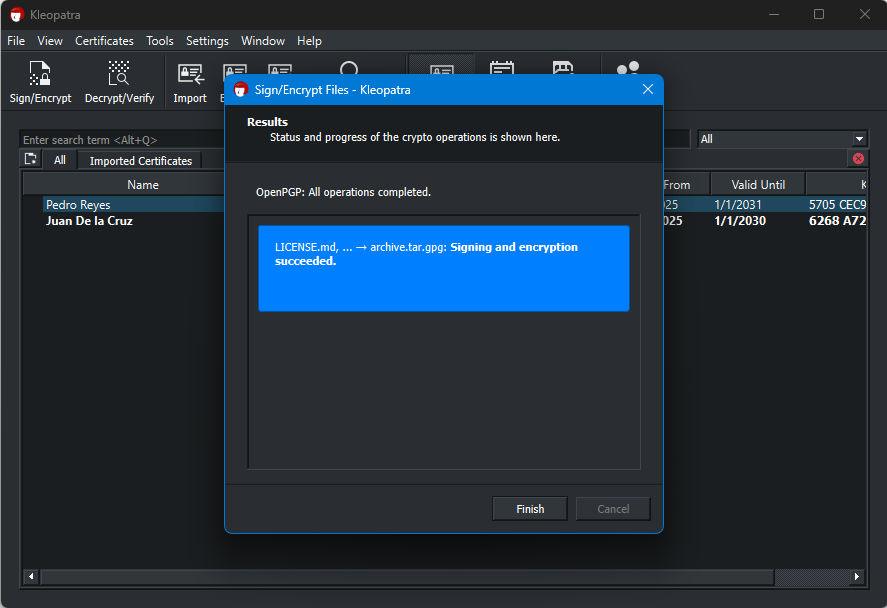 Kleopatra
File View Certificates Tools Settings Window Help
Sign/Encrypt Decrypt/Verify Import
Sign/Encrypt Files - Kleopatra
Results
Status and progress of the crypto operations is shown here.
Enter search term <Alt+Q>
All
All Imported Certificates
Name From Valid Until
Pedro Reyes 25 1/1/2031 5705 CEC9
Juan De la Cruz 025 1/1/2030 6268 A72
OpenPGP: All operations completed.
LICENSE.md, ... → archive.tar.gpg: Signing and encryption
succeeded.
Finish Cancel